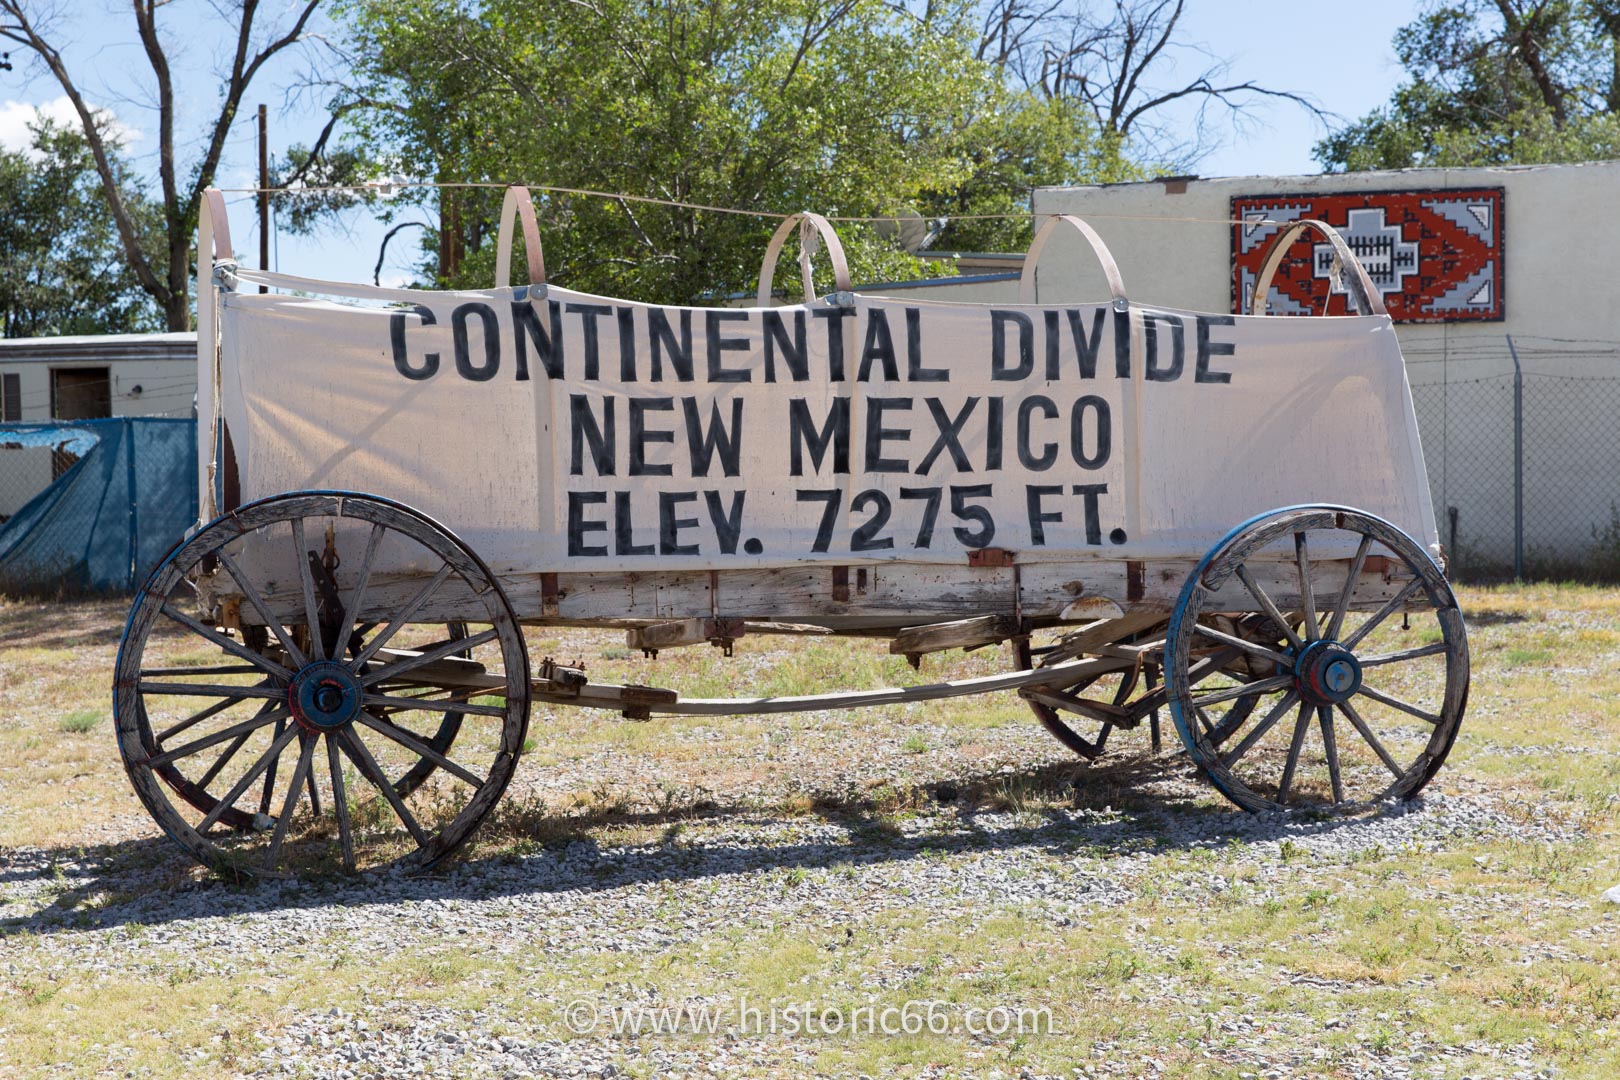 CONTINENTAL DIVIDE
NEW MEXICO
ELEV. 7275 FT.
© www.historic66.com